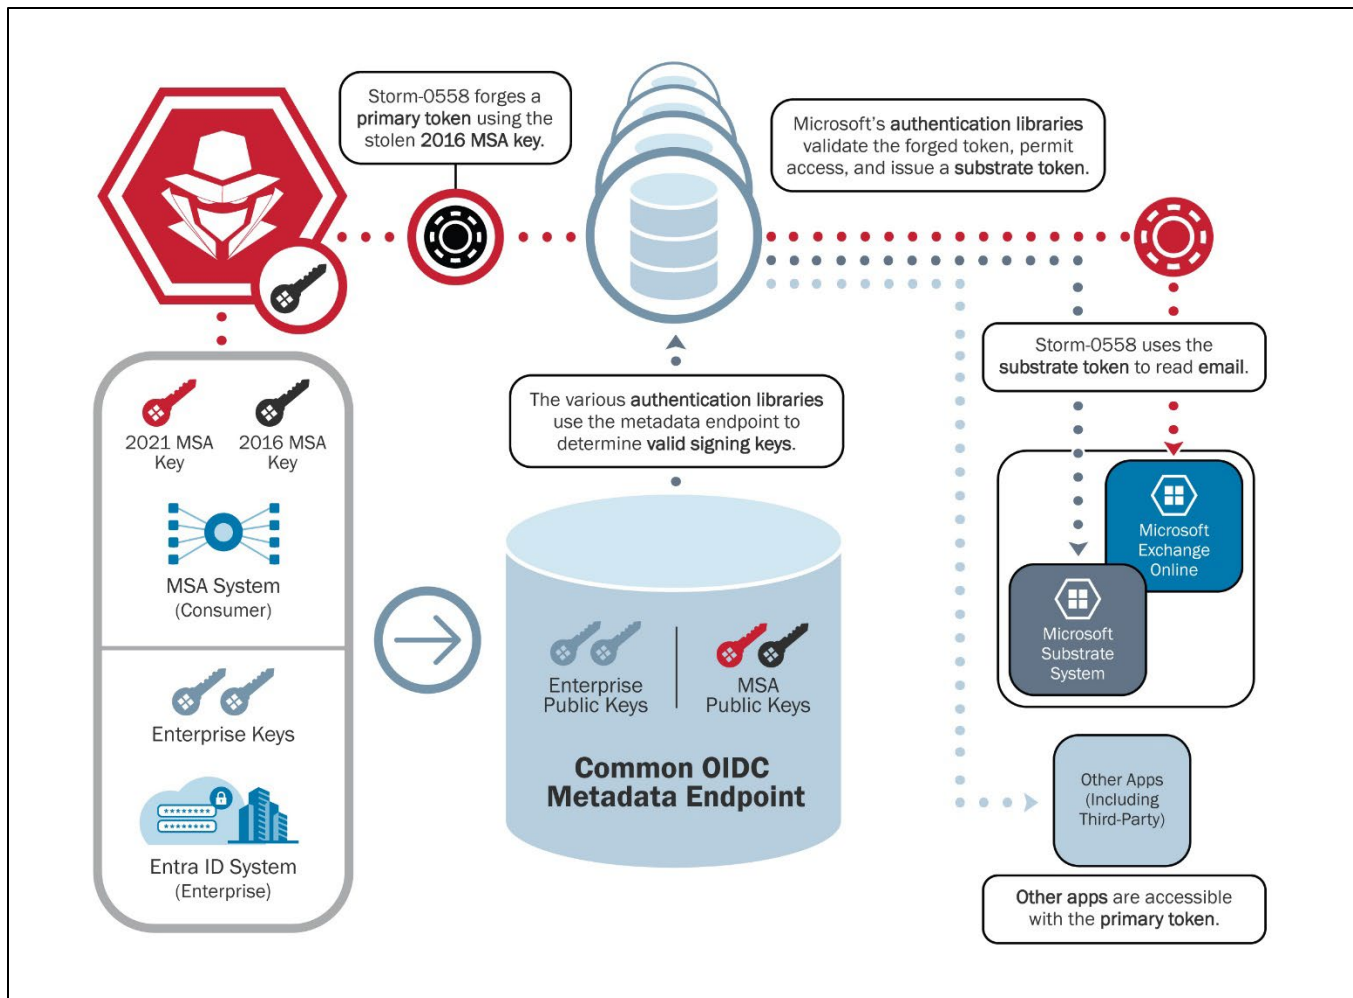 Storm-0558 forges a
primary token using the
stolen 2016 MSA key.
Microsoft's authentication libraries
validate the forged token, permit
access, and issue a substrate token.
Storm-0558 uses the
substrate token to read email.
The various authentication libraries
use the metadata endpoint to
determine valid signing keys.
2021 MSA
Key
2016 MSA
Key
MSA System
(Consumer)
Enterprise Keys
********
********
Entra ID System
(Enterprise)
Enterprise
Public Keys
MSA
Public Keys
Common OIDC
Metadata Endpoint
Microsoft
Exchange
Online
Microsoft
Substrate
System
Other Apps
(Including
Third-Party)
Other apps are accessible
with the primary token.